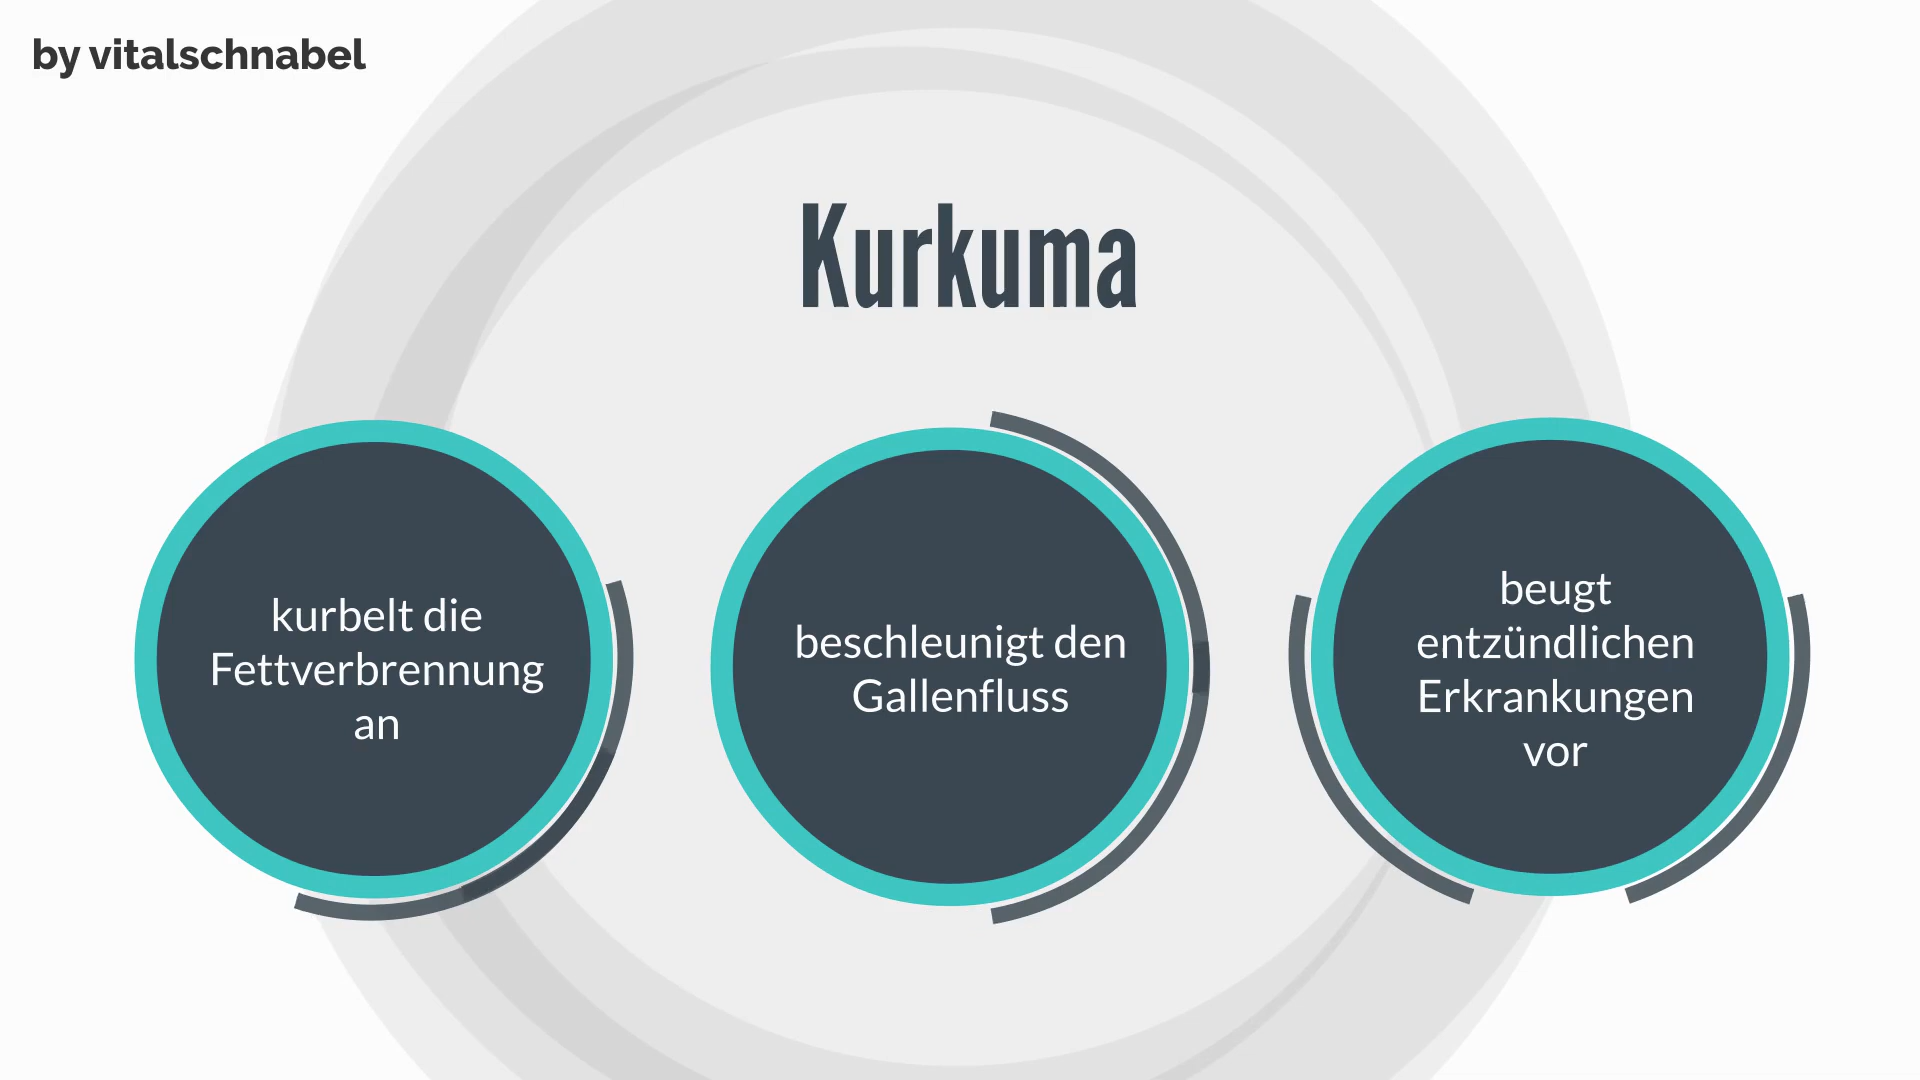 by vitalschnabel
Kurkuma
kurbelt die
Fettverbrennung
an
beschleunigt den
Gallenfluss
beugt
entzündlichen
Erkrankungen
vor